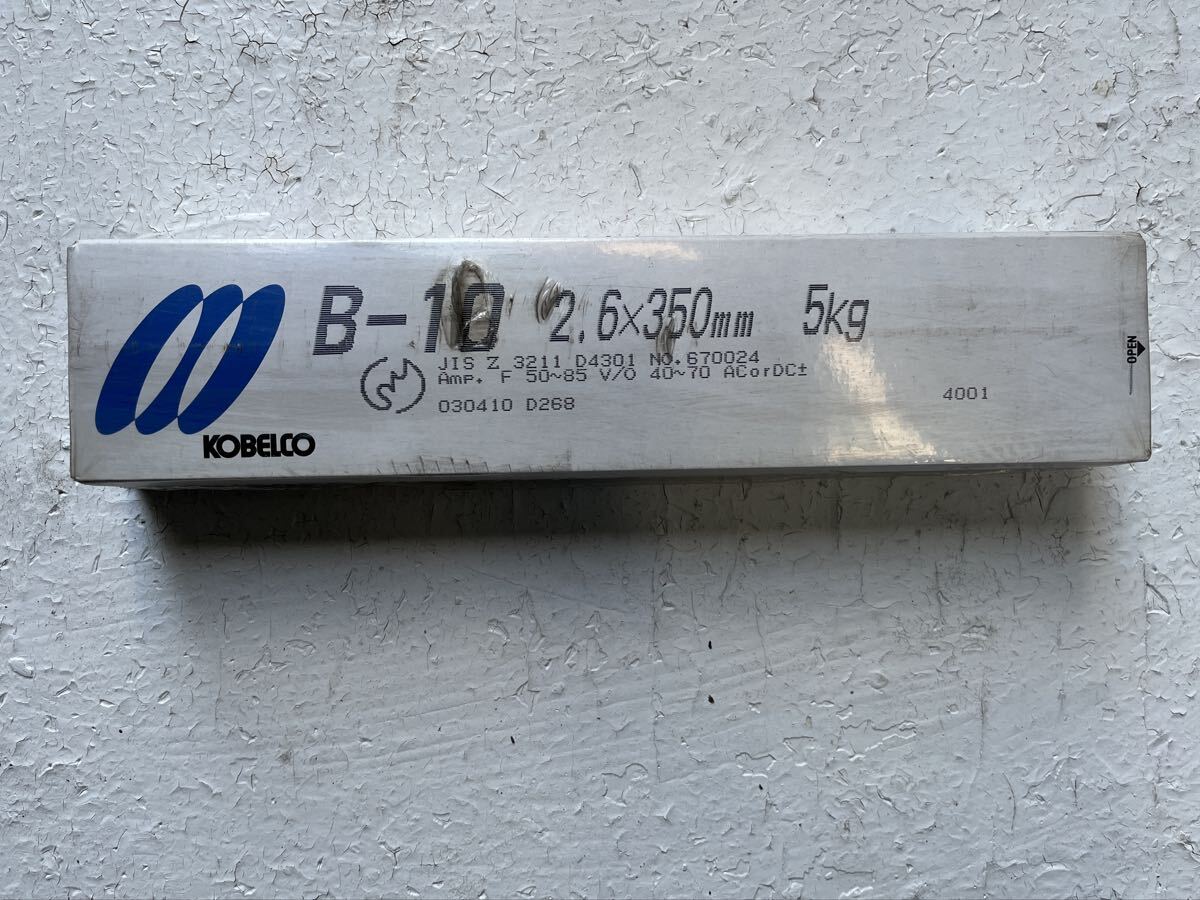 B-10 2.6×350mm 5kg
JIS Z 3211 D4301 NO.670024
Amp. F 50~85 V/O 40~70 ACorDC±
030410 D268
4001
KOBELCO
OPEN